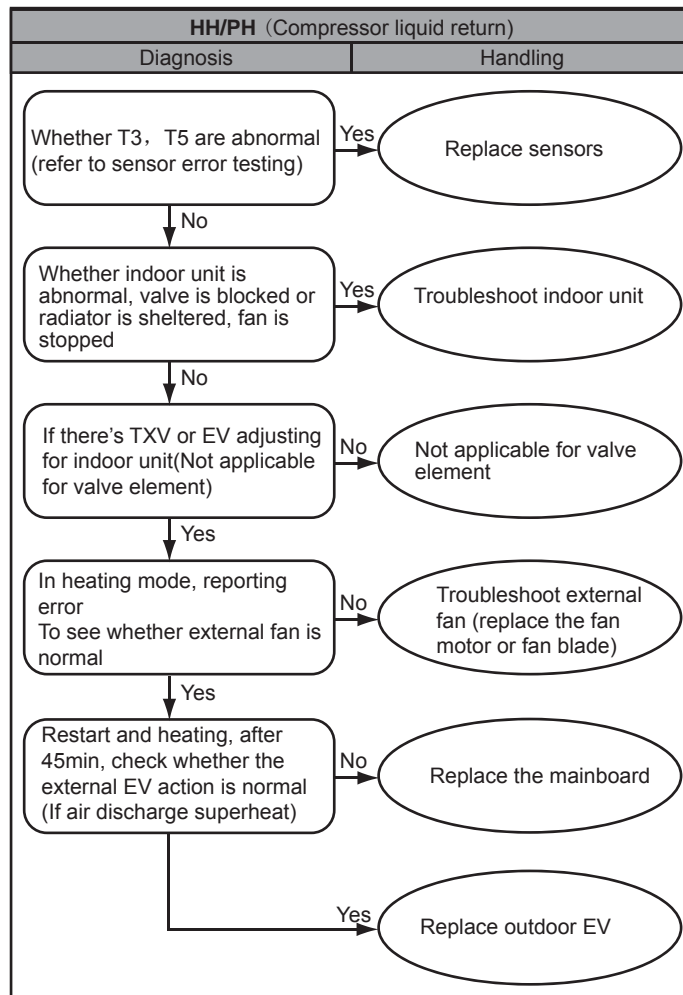 HH/PH（Compressor liquid return)
Diagnosis
Handling
Whether T3，T5 are abnormal
(refer to sensor error testing)
Yes
Replace sensors
No
Whether indoor unit is
abnormal, valve is blocked or
radiator is sheltered, fan is
stopped
Yes
Troubleshoot indoor unit
No
If there's TXV or EV adjusting
for indoor unit(Not applicable
for valve element)
No
Not applicable for valve
element
Yes
In heating mode, reporting
error
To see whether external fan is
normal
No
Troubleshoot external
fan (replace the fan
motor or fan blade)
Yes
Restart and heating, after
45min, check whether the
external EV action is normal
(If air discharge superheat)
No
Replace the mainboard
Yes
Replace outdoor EV